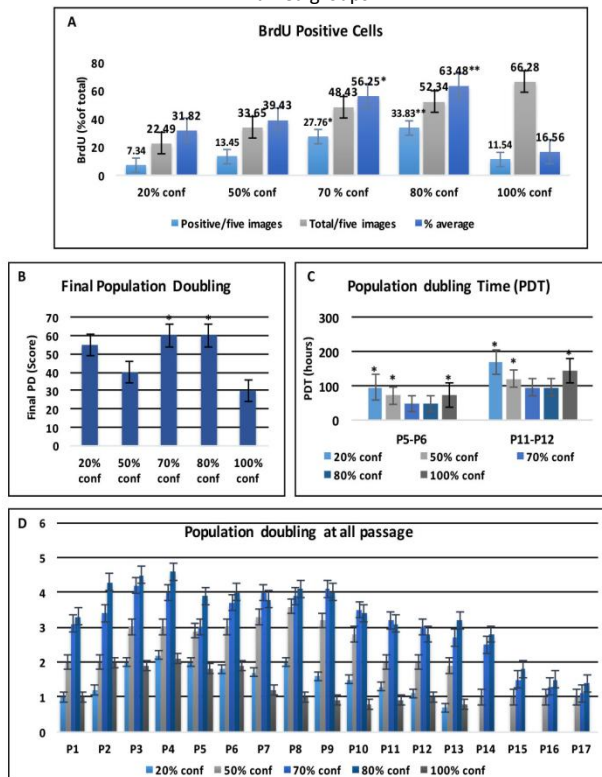 A
BrdU Positive Cells
BrdU (%of total)
80
60
40
20
0
7.34
22.49
31.82
13.45
33.65
39.43
27.76*
48.43
56.25*
33.83**
52.34
63.48**
11.54
66.28
16.56
20% conf
50% conf
70 % conf
80% conf
100% conf
Positive/five images
Total/five images
% average
B
Final Population Doubling
Final PD (Score)
70
60
50
40
30
20
10
0
*
*
20% conf
50% conf
70% conf
80% conf
100% conf
C
Population dubling Time (PDT)
PDT (hours)
300
200
100
0
*
*
*
*
*
*
P5-P6
P11-P12
20% conf
50% conf
70% conf
80% conf
100% conf
D
Population doubling at all passage
6
5
4
3
2
1
0
P1
P2
P3
P4
P5
P6
P7
P8
P9
P10
P11
P12
P13
P14
P15
P16
P17
20% conf
50% conf
70% conf
80% conf
100% conf